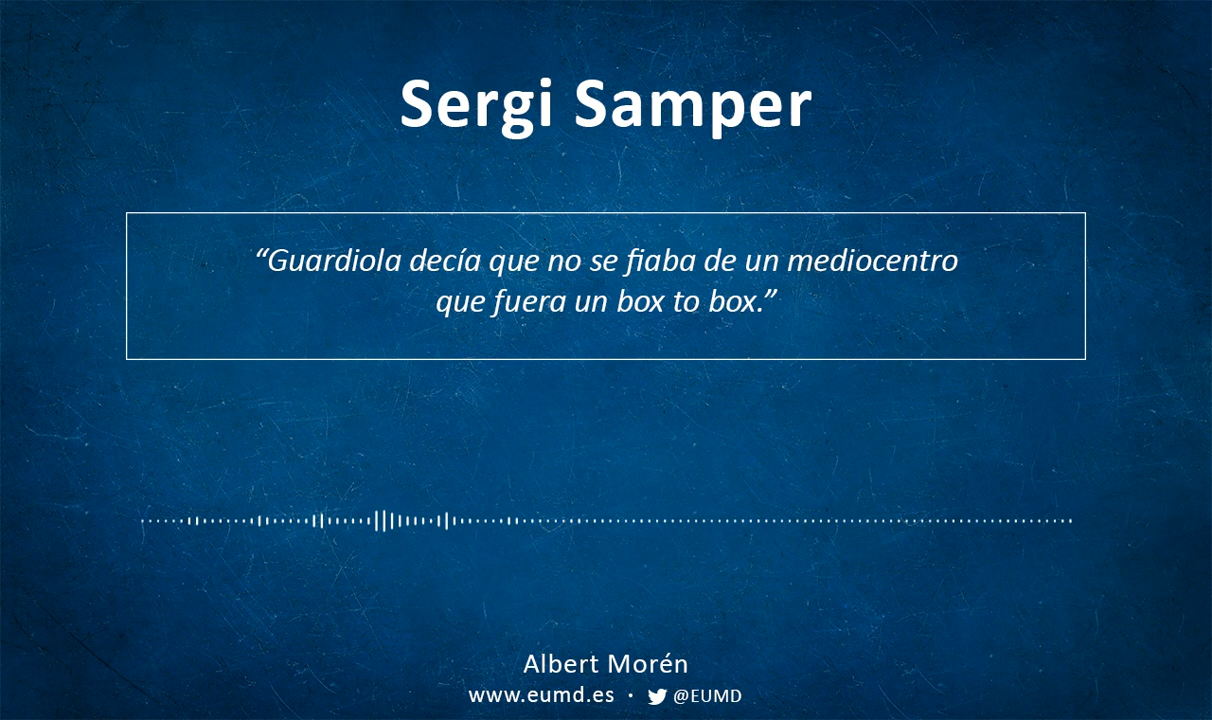 Sergi Samper
“Guardiola decía que no se fiaba de un mediocentro
que fuera un box to box.”
Albert Morén
www.eumd.es · @EUMD